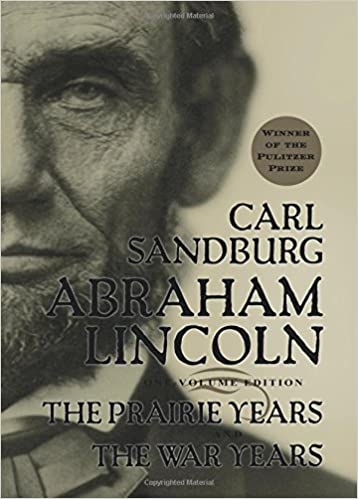 WINNER
OF THE
PULITZER
PRIZE
CARL
SANDBURG
ABRAHAM
LINCOLN
ONE-VOLUME EDITION
THE PRAIRIE YEARS
AND
THE WAR YEARS